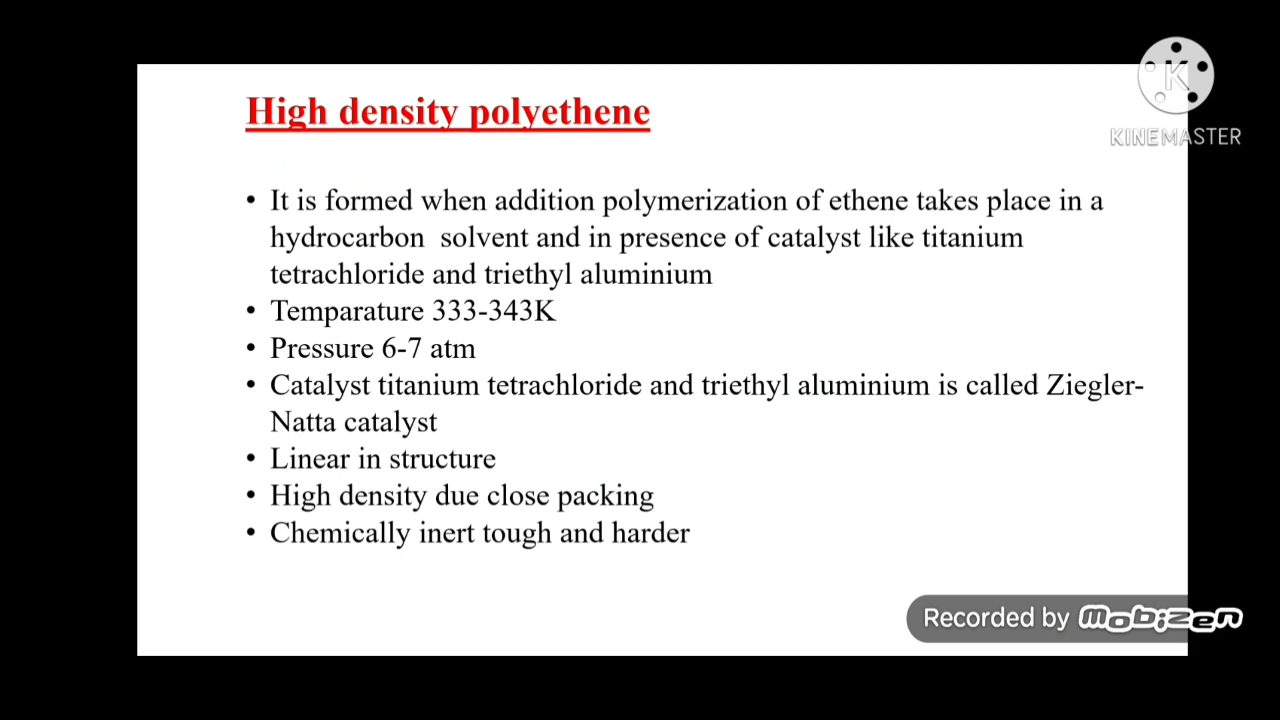 High density polyethene
K
KINEMASTER
• It is formed when addition polymerization of ethene takes place in a
hydrocarbon solvent and in presence of catalyst like titanium
tetrachloride and triethyl aluminium
• Temparature 333-343K
• Pressure 6-7 atm
• Catalyst titanium tetrachloride and triethyl aluminium is called Ziegler-
Natta catalyst
• Linear in structure
• High density due close packing
• Chemically inert tough and harder
Recorded by Mobizen